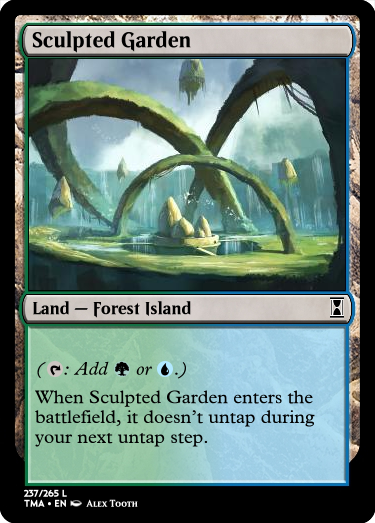 Sculpted Garden
Land — Forest Island
(: Add or .)
When Sculpted Garden enters the
battlefield, it doesn't untap during
your next untap step.
237/265 L
TMA • EN Alex Tooth